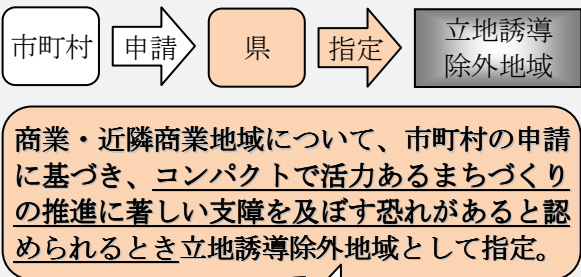 市町村 申請 県 指定 立地誘導
除外地域
商業・近隣商業地域について、市町村の申請
に基づき、コンパクトで活力あるまちづくり
の推進に著しい支障を及ぼす恐れがあると認
められるとき立地誘導除外地域として指定。